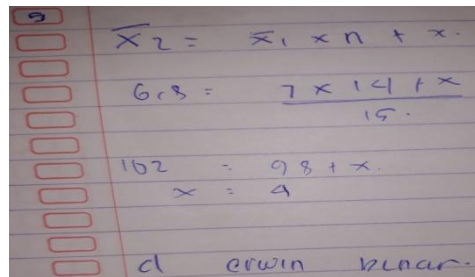 9
x̄2 = x̄1 x n + x.
6,8 = 7 x 14 + x
15.
102 = 98 + x.
x = 4
d erwin benar.